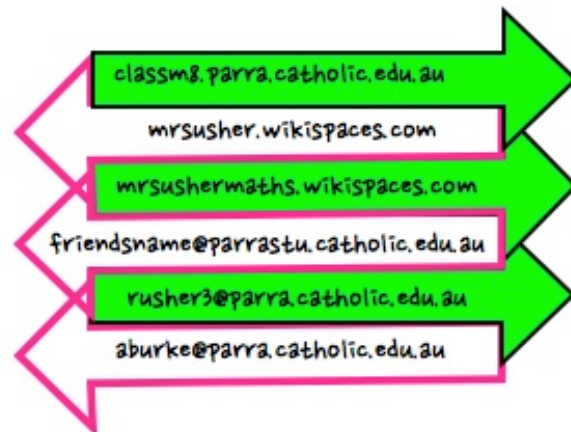 classm8.parra.catholic.edu.au
mrsusher.wikispaces.com
mrsushermaths.wikispaces.com
friendsname@parrastu.catholic.edu.au
rusher3@parra.catholic.edu.au
aburke@parra.catholic.edu.au